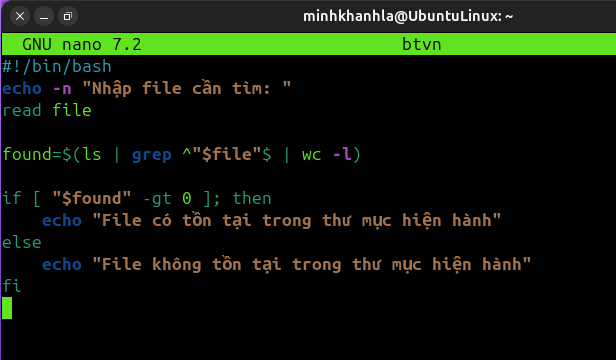 minhkhanhla@UbuntuLinux: ~
GNU nano 7.2 btvn
#!/bin/bash
echo -n "Nhập file cần tìm: "
read file
found=$(ls | grep ^"$file"$ | wc -l)
if [ "$found" -gt 0 ]; then
    echo "File có tồn tại trong thư mục hiện hành"
else
    echo "File không tồn tại trong thư mục hiện hành"
fi